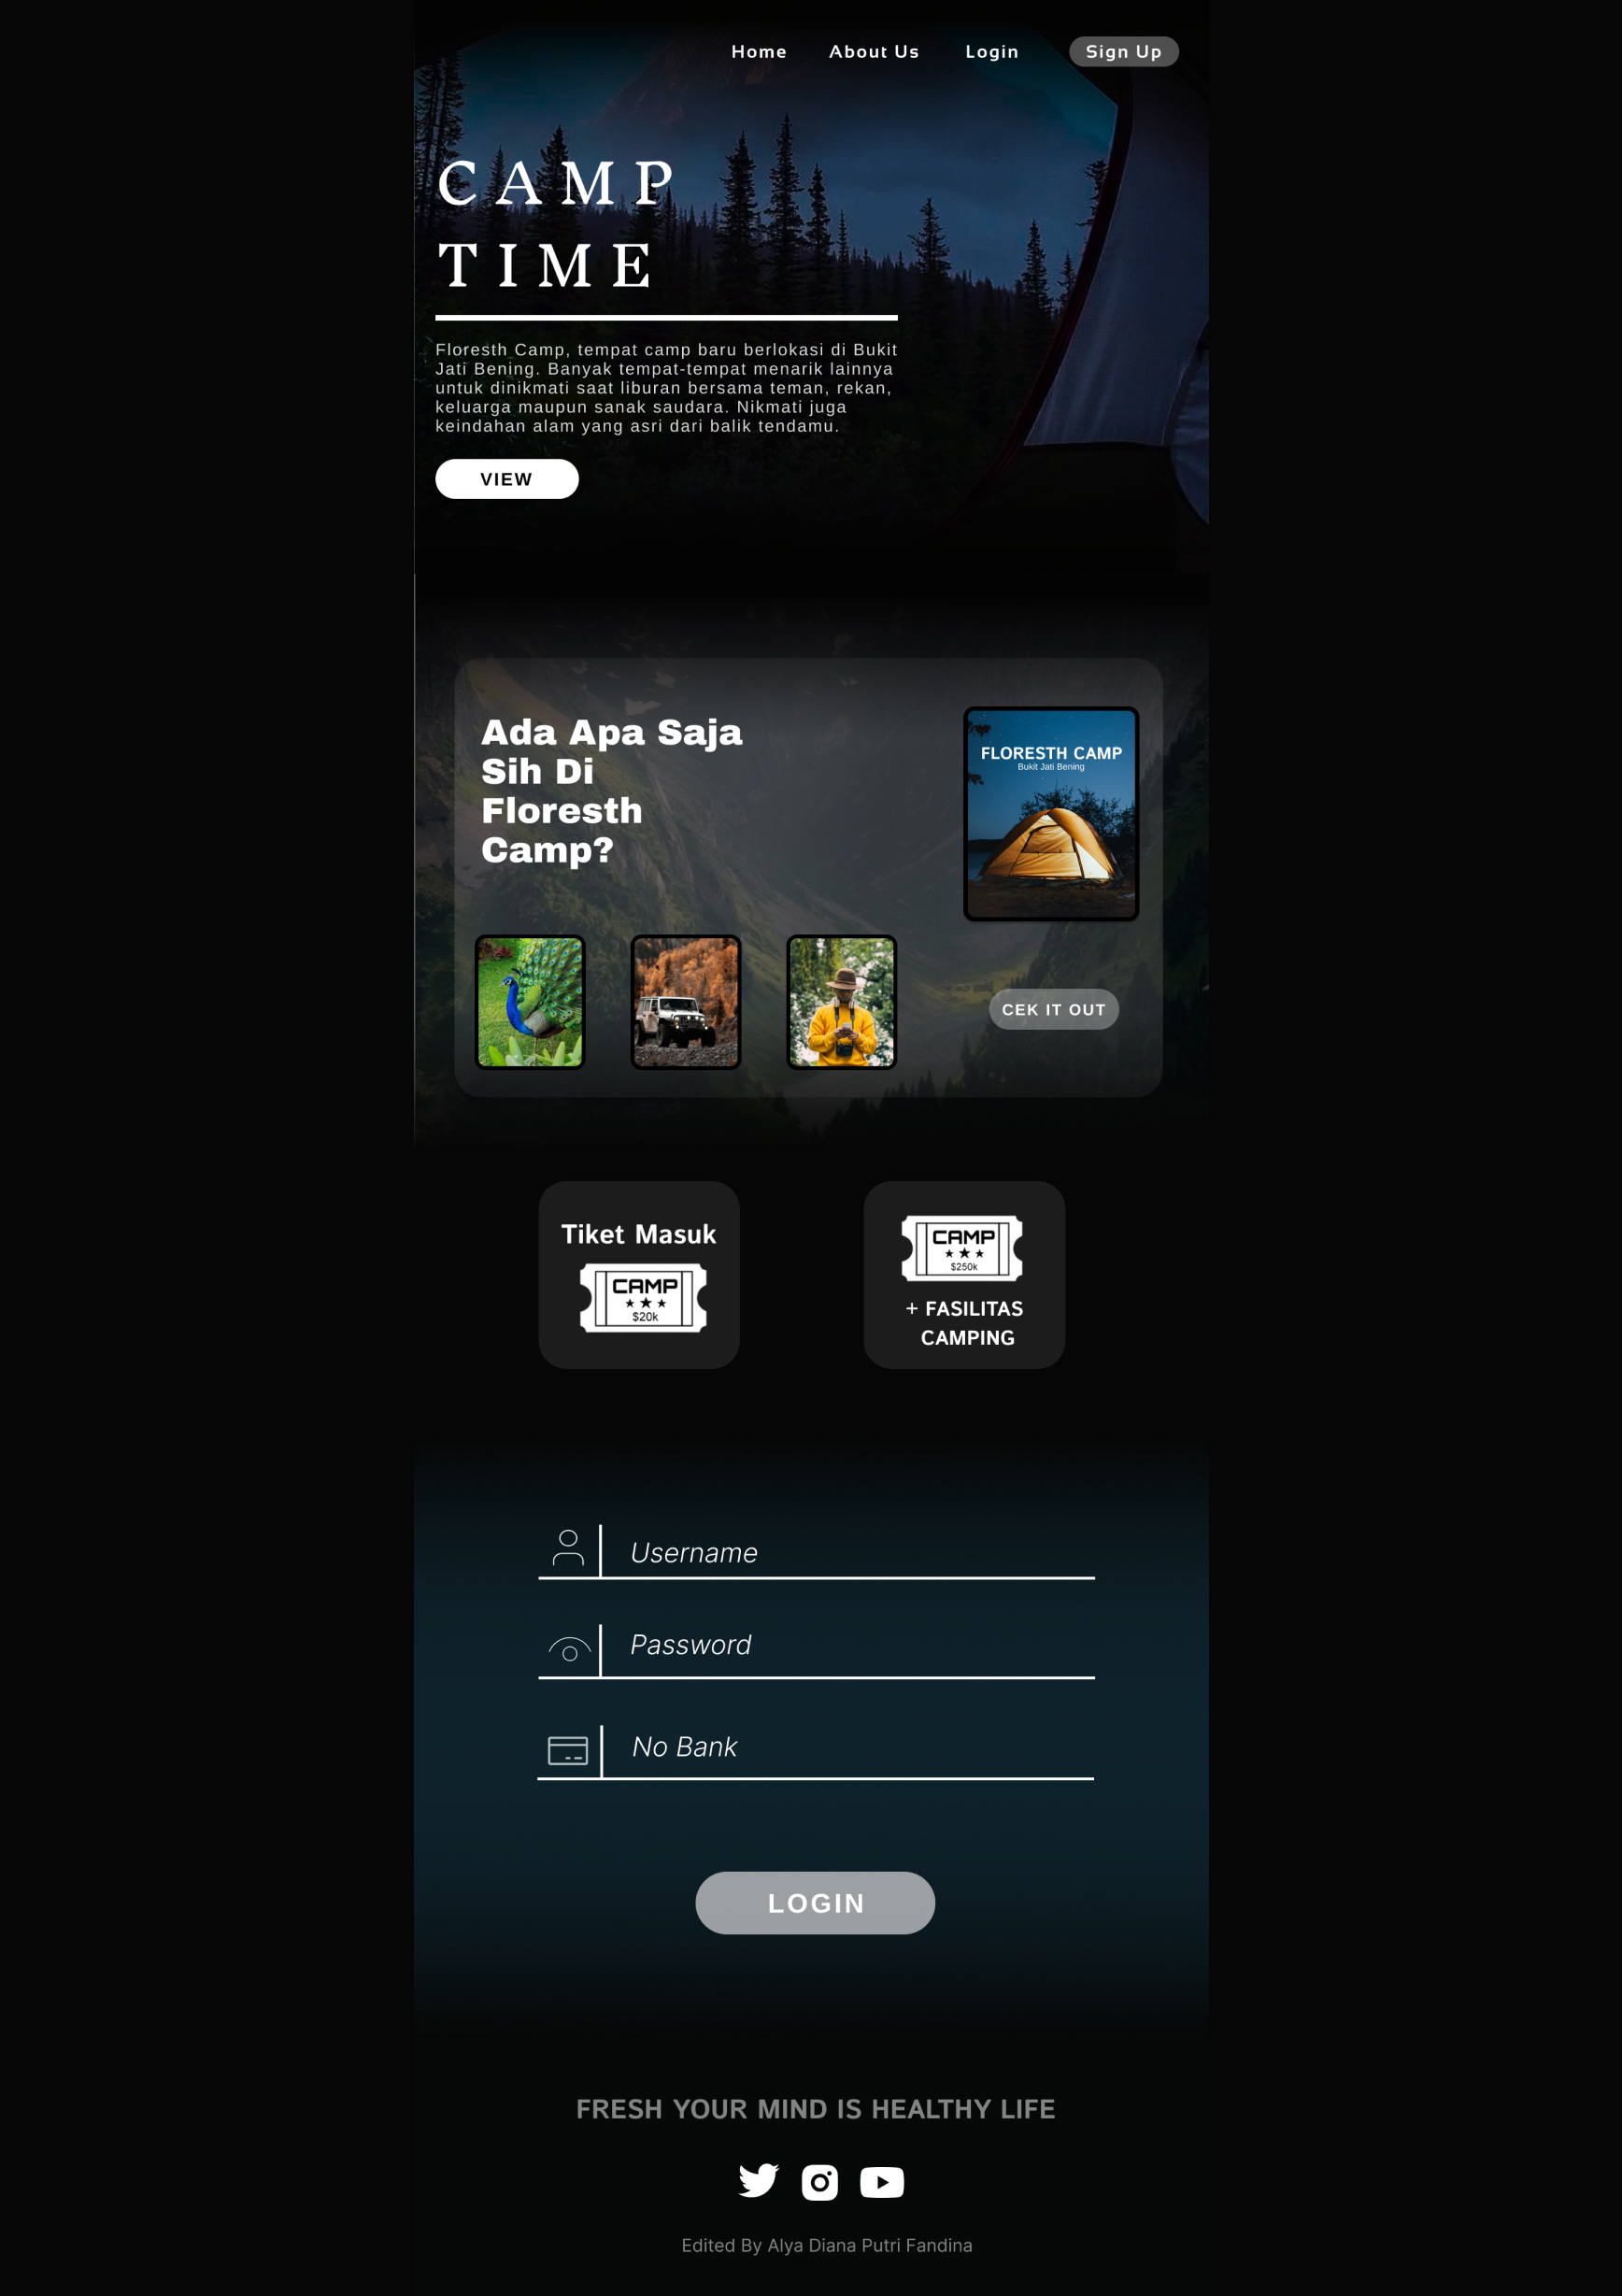 Home About Us Login Sign Up
CAMP
TIME
Floresth Camp, tempat camp baru berlokasi di Bukit
Jati Bening. Banyak tempat-tempat menarik lainnya
untuk dinikmati saat liburan bersama teman, rekan,
keluarga maupun sanak saudara. Nikmati juga
keindahan alam yang asri dari balik tendamu.
VIEW
Ada Apa Saja
Sih Di
Floresth
Camp?
FLORESTH CAMP
Bukit Jati Bening
CEK IT OUT
Tiket Masuk
CAMP
$20k
CAMP
$250k
+ FASILITAS
CAMPING
Username
Password
No Bank
LOGIN
FRESH YOUR MIND IS HEALTHY LIFE
Edited By Alya Diana Putri Fandina